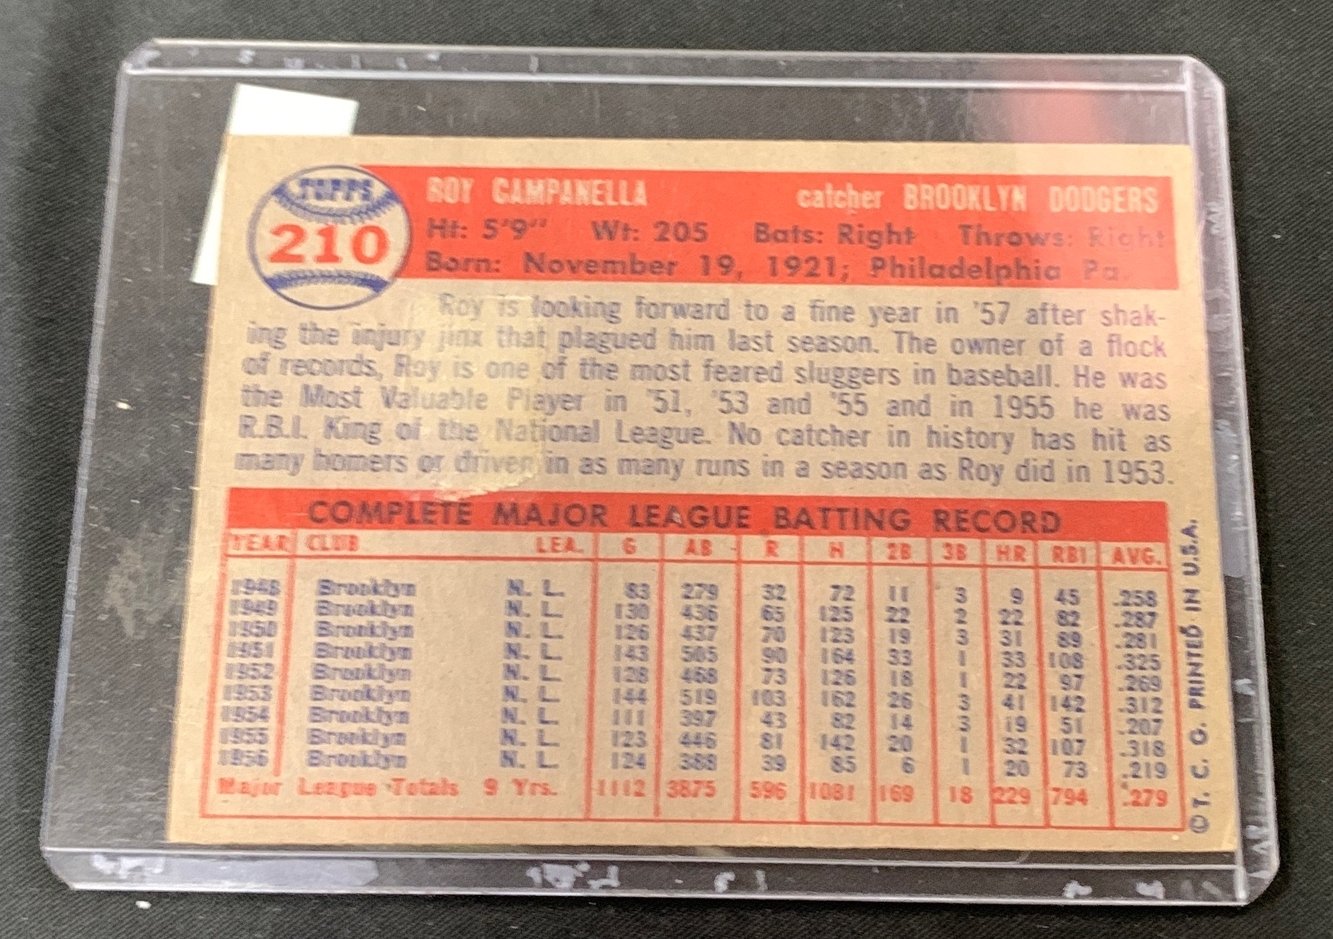 TOPPS
210
ROY CAMPANELLA catcher BROOKLYN DODGERS
Ht: 5'9" Wt: 205 Bats: Right Throws: Right
Born: November 19, 1921; Philadelphia Pa.
Roy is looking forward to a fine year in '57 after shak-
ing the injury jinx that plagued him last season. The owner of a flock
of records, Roy is one of the most feared sluggers in baseball. He was
the Most Valuable Player in '51, '53 and '55 and in 1955 he was
R.B.I. King of the National League. No catcher in history has hit as
many homers or driven in as many runs in a season as Roy did in 1953.
COMPLETE MAJOR LEAGUE BATTING RECORD
YEAR CLUB LEA. G AB R H 2B 3B HR RBI AVG.
1948 Brooklyn N. L. 83 279 32 72 11 3 9 45 .258
1949 Brooklyn N. L. 130 436 65 125 22 2 22 82 .287
1950 Brooklyn N. L. 126 437 70 123 19 3 31 89 .281
1951 Brooklyn N. L. 143 505 90 164 33 1 33 108 .325
1952 Brooklyn N. L. 128 468 73 126 18 1 22 97 .269
1953 Brooklyn N. L. 144 519 103 162 26 3 41 142 .312
1954 Brooklyn N. L. 111 397 43 82 14 3 19 51 .207
1955 Brooklyn N. L. 123 446 81 142 20 1 32 107 .318
1956 Brooklyn N. L. 124 388 39 85 6 1 20 73 .219
Major League Totals 9 Yrs. 1112 3875 596 1081 169 18 229 794 .279
© T. C. G. PRINTED IN U.S.A.